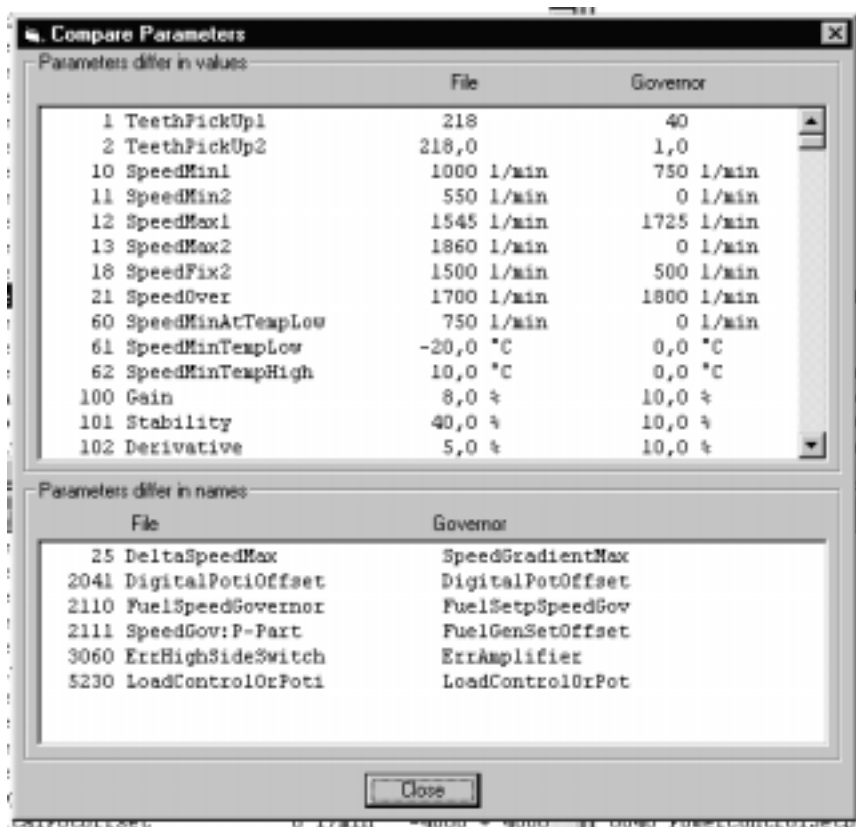 Compare Parameters
Parameters differ in values
File Governor
1 TeethPickUp1 218 40
2 TeethPickUp2 218,0 1,0
10 SpeedMin1 1000 1/min 750 1/min
11 SpeedMin2 550 1/min 0 1/min
12 SpeedMax1 1545 1/min 1725 1/min
13 SpeedMax2 1860 1/min 0 1/min
18 SpeedFix2 1500 1/min 500 1/min
21 SpeedOver 1700 1/min 1800 1/min
60 SpeedMinAtTempLow 750 1/min 0 1/min
61 SpeedMinTempLow -20,0 °C 0,0 °C
62 SpeedMinTempHigh 10,0 °C 0,0 °C
100 Gain 8,0 % 10,0 %
101 Stability 40,0 % 10,0 %
102 Derivative 5,0 % 10,0 %
Parameters differ in names
File Governor
25 DeltaSpeedMax SpeedGradientMax
2041 DigitalPotiOffset DigitalPotOffset
2110 FuelSpeedGovernor FuelSetpSpeedGov
2111 SpeedGov:P-Part FuelGenSetOffset
3060 ErrHighSideSwitch ErrAmplifier
5230 LoadControlOrPoti LoadControlOrPot
Close